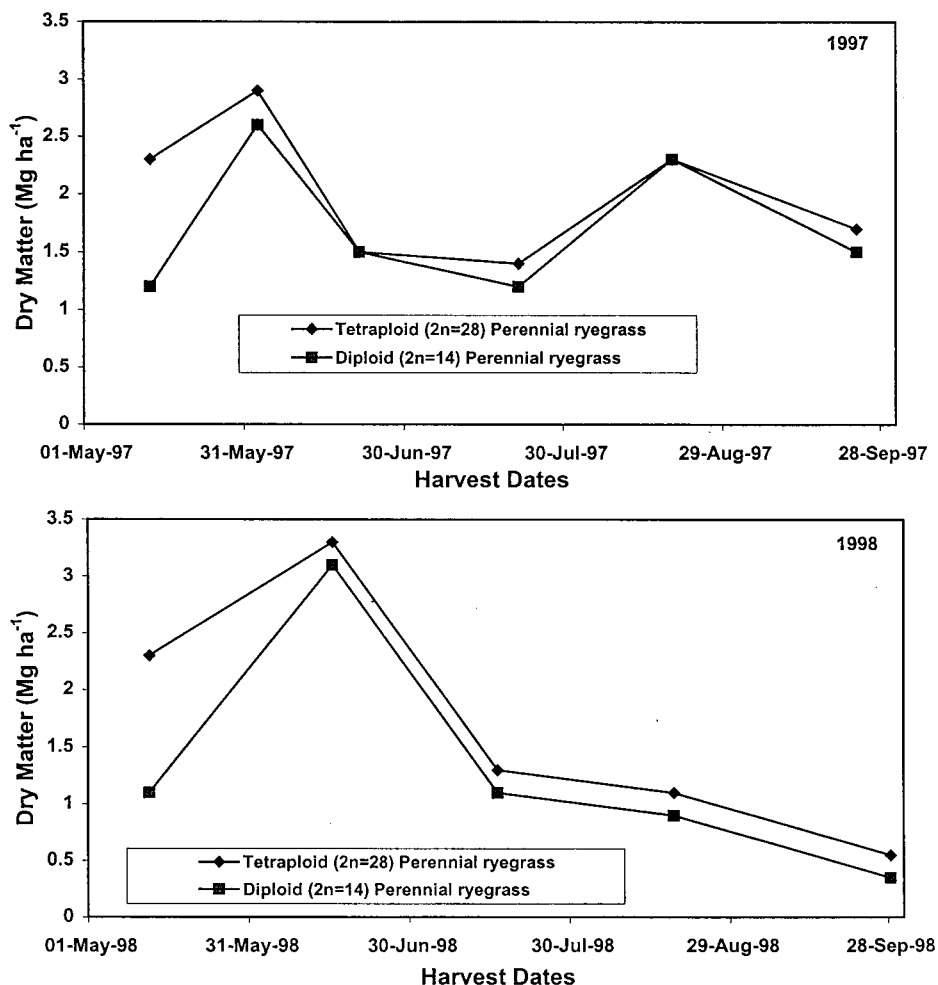 3.5
1997
3
2.5
2
1.5
1
0.5
0
Dry Matter (Mg ha⁻¹)
Tetraploid (2n=28) Perennial ryegrass
Diploid (2n=14) Perennial ryegrass
01-May-97 31-May-97 30-Jun-97 30-Jul-97 29-Aug-97 28-Sep-97
Harvest Dates
3.5
1998
3
2.5
2
1.5
1
0.5
0
Dry Matter (Mg ha⁻¹)
Tetraploid (2n=28) Perennial ryegrass
Diploid (2n=14) Perennial ryegrass
01-May-98 31-May-98 30-Jun-98 30-Jul-98 29-Aug-98 28-Sep-98
Harvest Dates